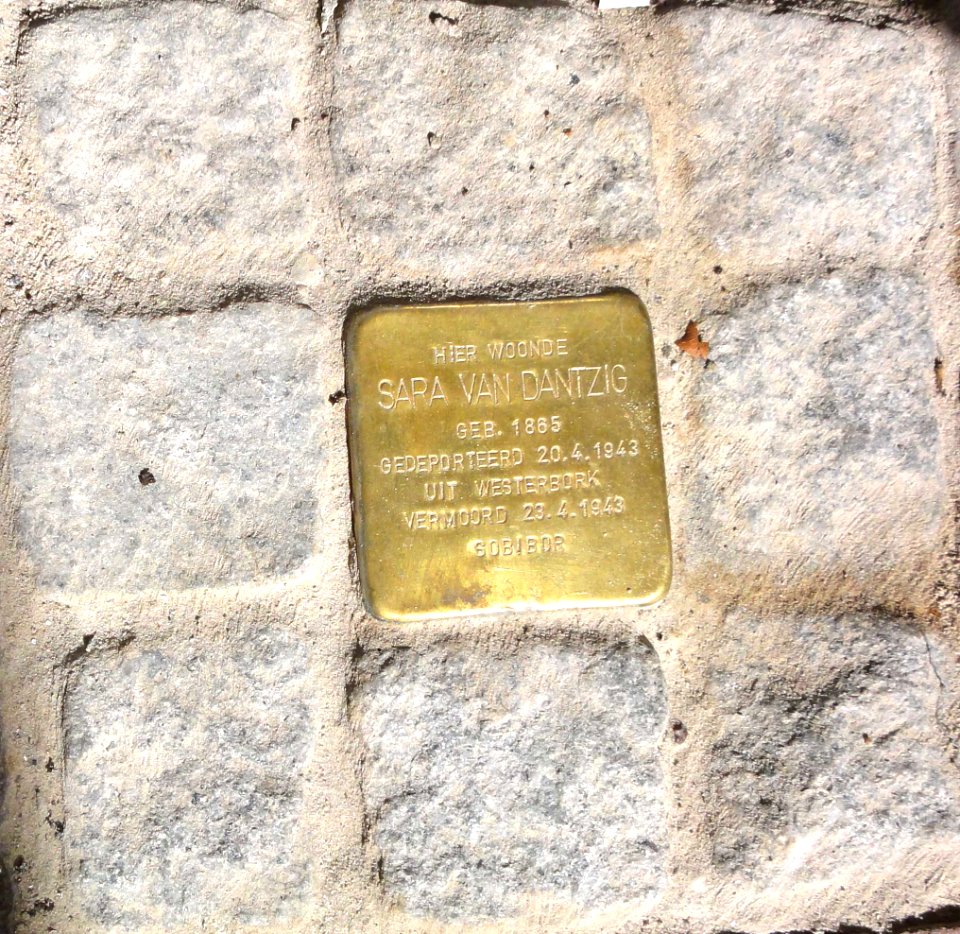 HIER WOONDE
SARA VAN DANTZIG
GEB. 1865
GEDEPORTEERD 20.4.1943
UIT WESTERBORK
VERMOORD 23.4.1943
SOBIBOR